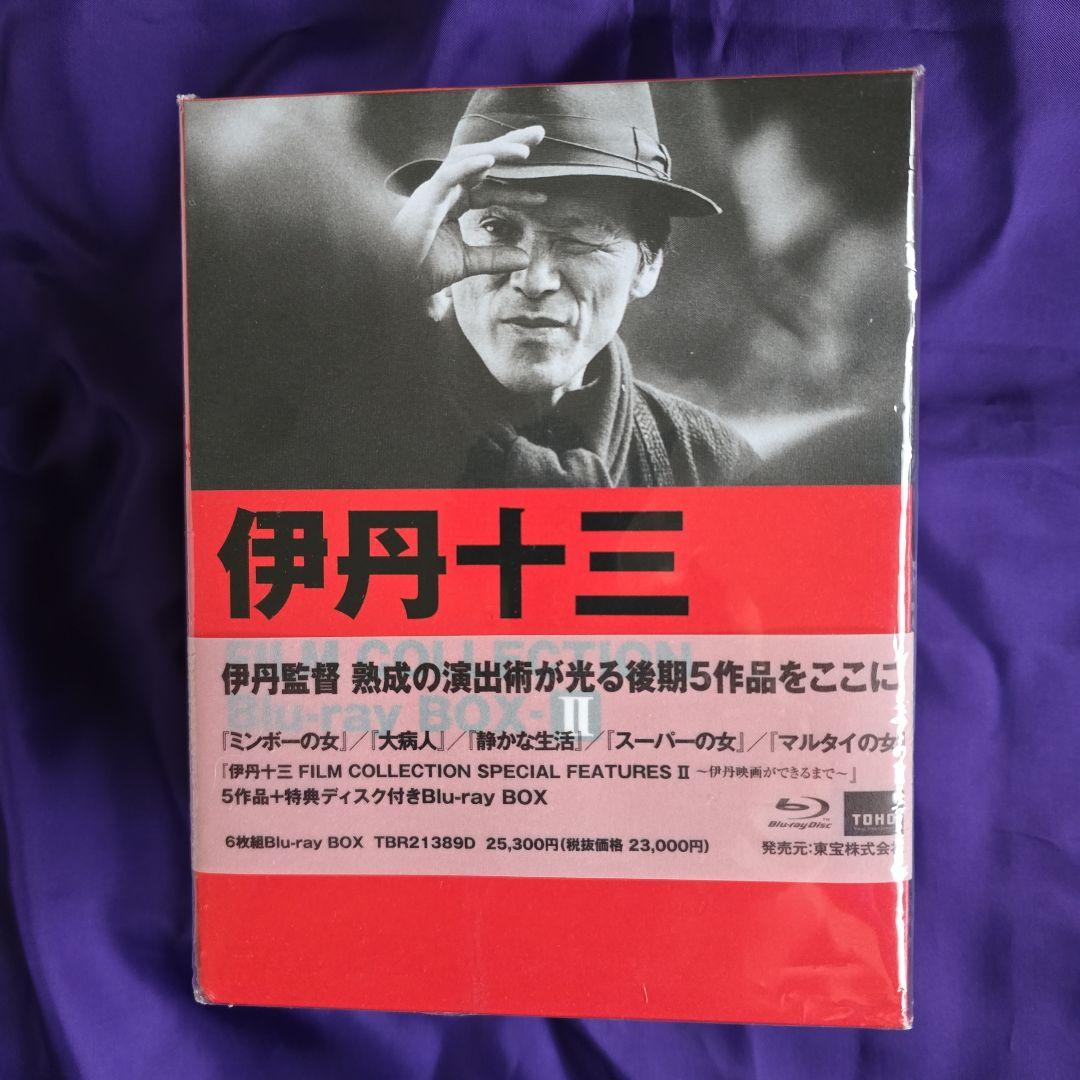 伊丹十三
FILM COLLECTION
Blu-ray BOX-II
伊丹監督 熟成の演出術が光る後期5作品をここに
『ミンボーの女』/『大病人』/『静かな生活』/『スーパーの女』/『マルタイの女
『伊丹十三 FILM COLLECTION SPECIAL FEATURES II ～伊丹映画ができるまで～』
5作品+特典ディスク付きBlu-ray BOX
Blu-ray Disc
TOHO
6枚組Blu-ray BOX TBR21389D 25,300円(税抜価格 23,000円)
発売元:東宝株式会社